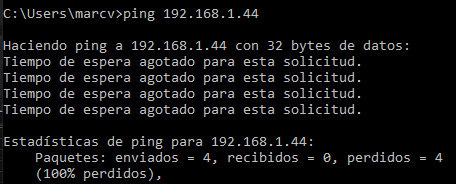 C:\Users\marcv>ping 192.168.1.44
Haciendo ping a 192.168.1.44 con 32 bytes de datos:
Tiempo de espera agotado para esta solicitud.
Tiempo de espera agotado para esta solicitud.
Tiempo de espera agotado para esta solicitud.
Tiempo de espera agotado para esta solicitud.
Estadísticas de ping para 192.168.1.44:
Paquetes: enviados = 4, recibidos = 0, perdidos = 4
(100% perdidos),